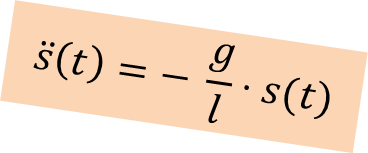 s̈(t) = − g/l · s(t)